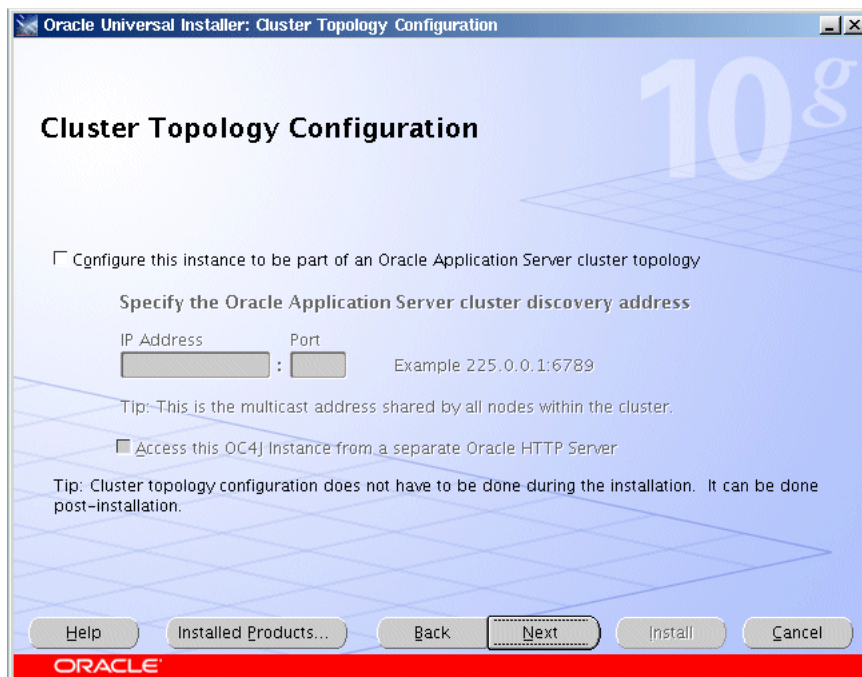 Oracle Universal Installer: Cluster Topology Configuration
10g
Cluster Topology Configuration
Configure this instance to be part of an Oracle Application Server cluster topology
Specify the Oracle Application Server cluster discovery address
IP Address Port
: Example 225.0.0.1:6789
Tip: This is the multicast address shared by all nodes within the cluster.
Access this OC4J Instance from a separate Oracle HTTP Server
Tip: Cluster topology configuration does not have to be done during the installation. It can be done
post-installation.
Help Installed Products... Back Next Install Cancel
ORACLE